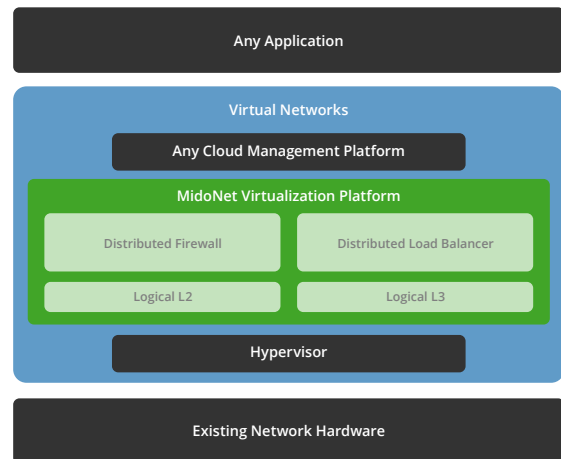 Any Application
Virtual Networks
Any Cloud Management Platform
MidoNet Virtualization Platform
Distributed Firewall
Distributed Load Balancer
Logical L2
Logical L3
Hypervisor
Existing Network Hardware